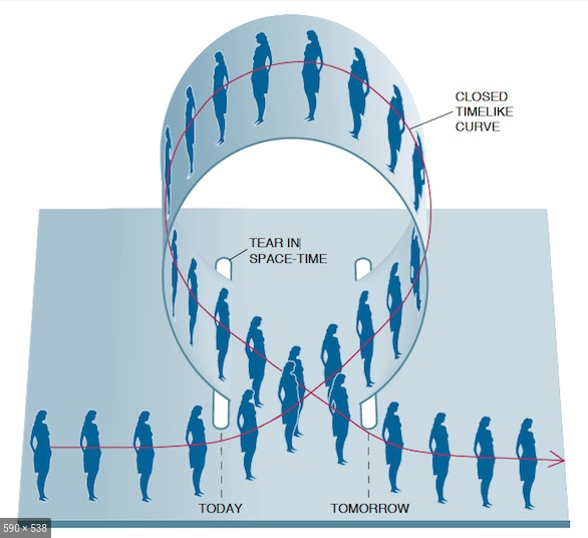 CLOSED
TIMELIKE
CURVE
TEAR IN
SPACE-TIME
TODAY
TOMORROW
590 × 538